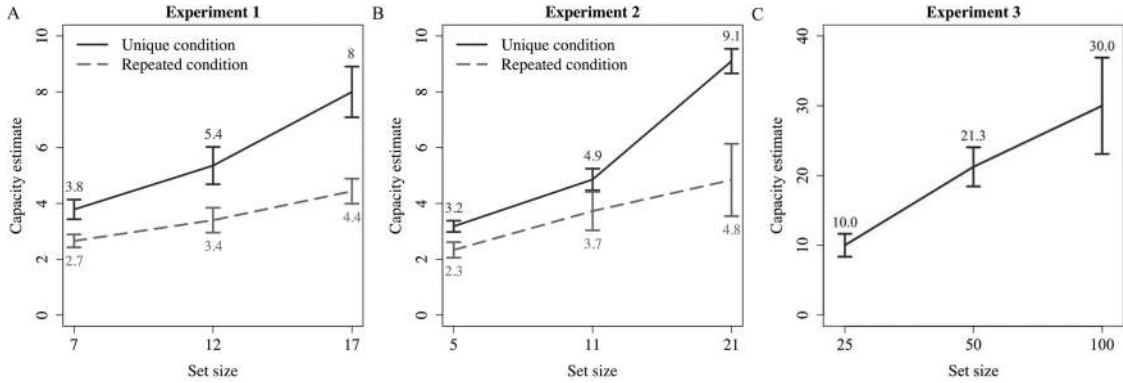 A
Experiment 1
Unique condition
Repeated condition
Capacity estimate
0
2
4
6
8
10
3.8
5.4
8
2.7
3.4
4.4
7
12
17
Set size
B
Experiment 2
Unique condition
Repeated condition
Capacity estimate
0
2
4
6
8
10
3.2
4.9
9.1
2.3
3.7
4.8
5
11
21
Set size
C
Experiment 3
Capacity estimate
0
10
20
30
40
10.0
21.3
30.0
25
50
100
Set size